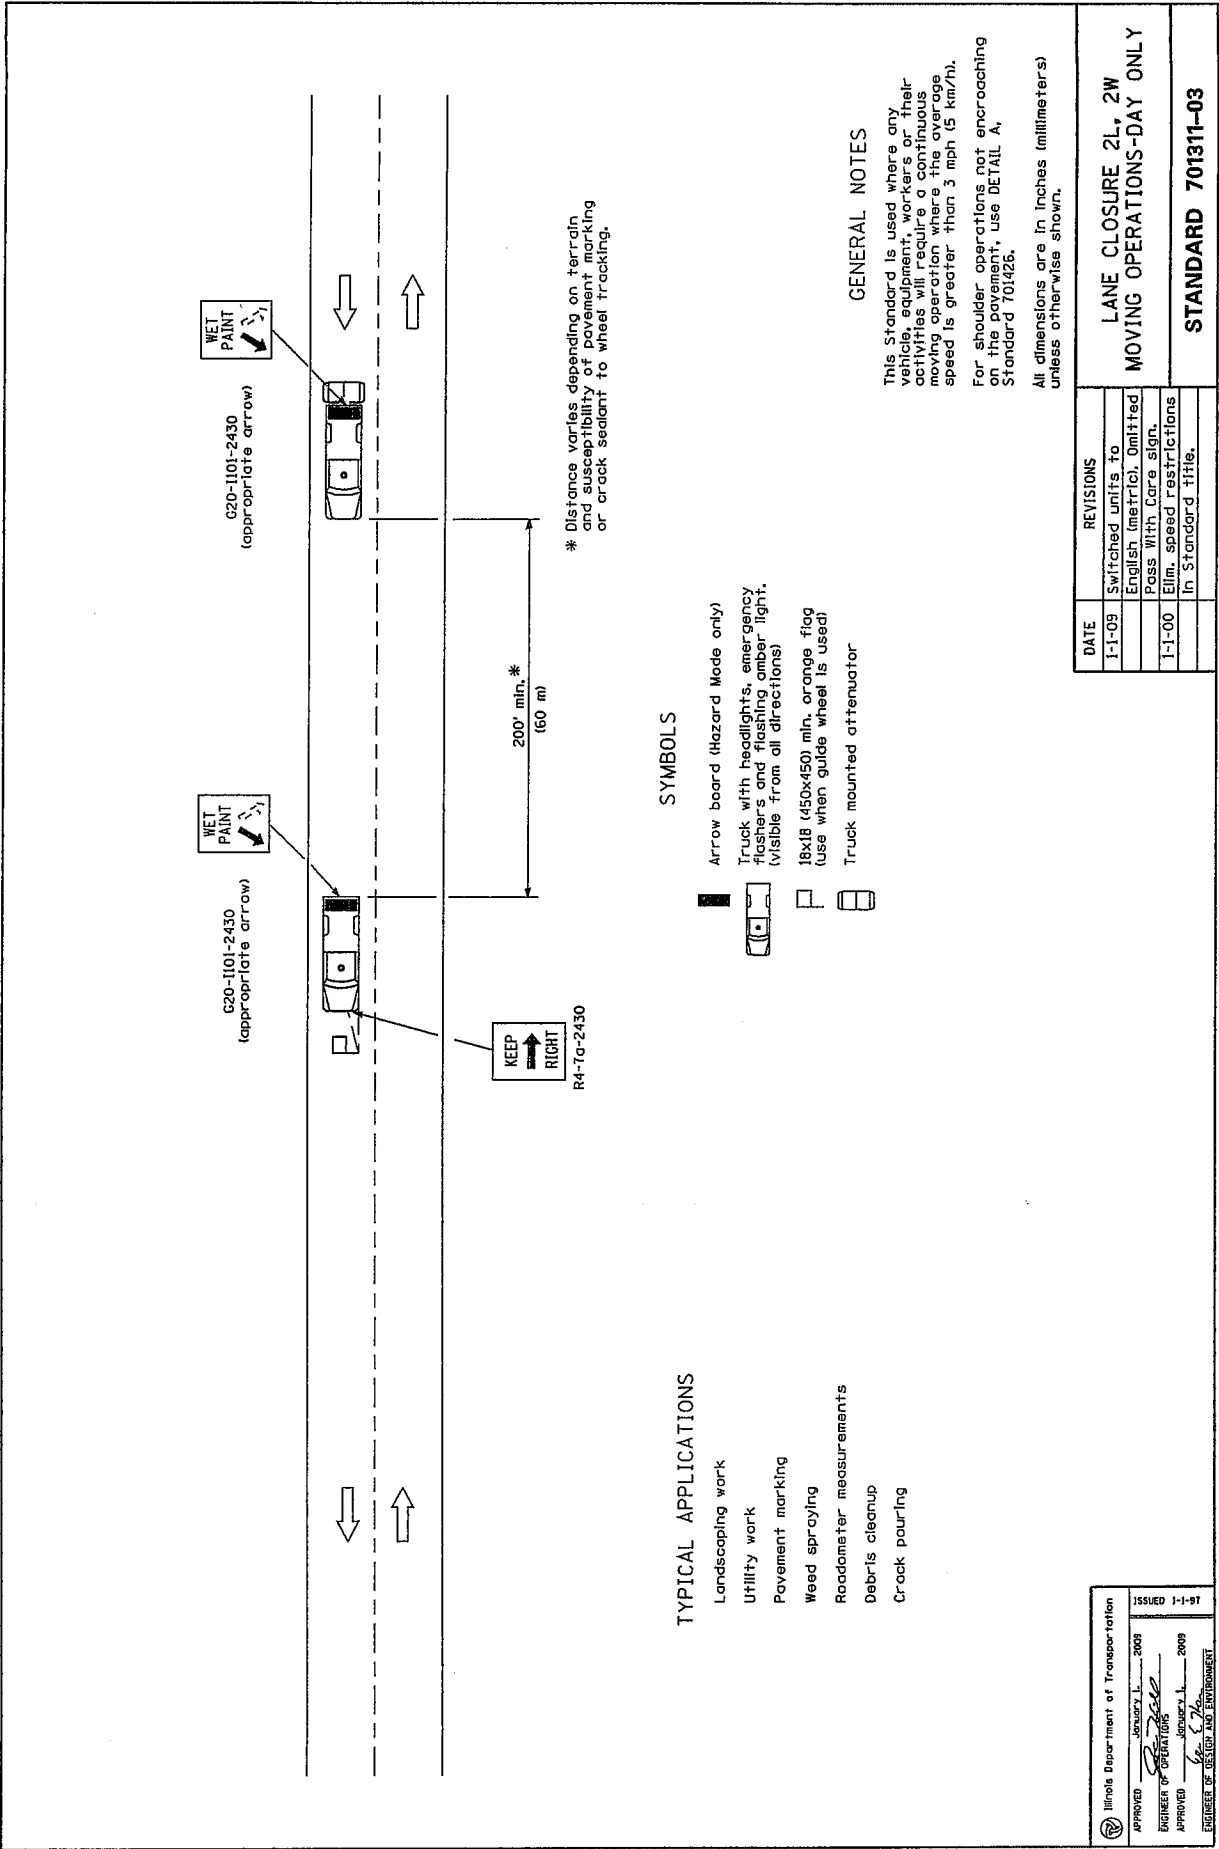 G20-I101-2430
(appropriate arrow)
WET
PAINT
G20-I101-2430
(appropriate arrow)
WET
PAINT
KEEP
RIGHT
R4-7a-2430
200' min. *
(60 m)
* Distance varies depending on terrain
and susceptibility of pavement marking
or crack sealant to wheel tracking.
TYPICAL APPLICATIONS
Landscaping work
Utility work
Pavement marking
Weed spraying
Roadometer measurements
Debris cleanup
Crack pouring
SYMBOLS
Arrow board (Hazard Mode only)
Truck with headlights, emergency
flashers and flashing amber light.
(visible from all directions)
18x18 (450x450) min. orange flag
(use when guide wheel is used)
Truck mounted attenuator
GENERAL NOTES
This Standard is used where any
vehicle, equipment, workers or their
activities will require a continuous
moving operation where the average
speed is greater than 3 mph (5 km/h).
For shoulder operations not encroaching
on the pavement, use DETAIL A,
Standard 701426.
All dimensions are in inches (millimeters)
unless otherwise shown.
Illinois Department of Transportation
APPROVED January 1, 2009
ENGINEER OF OPERATIONS
APPROVED January 1, 2009
ENGINEER OF DESIGN AND ENVIRONMENT
ISSUED 1-1-97
DATE REVISIONS
1-1-09 Switched units to
English (metric). Omitted
Pass With Care sign.
1-1-00 Elim. speed restrictions
in Standard title.
LANE CLOSURE 2L, 2W
MOVING OPERATIONS-DAY ONLY
STANDARD 701311-03